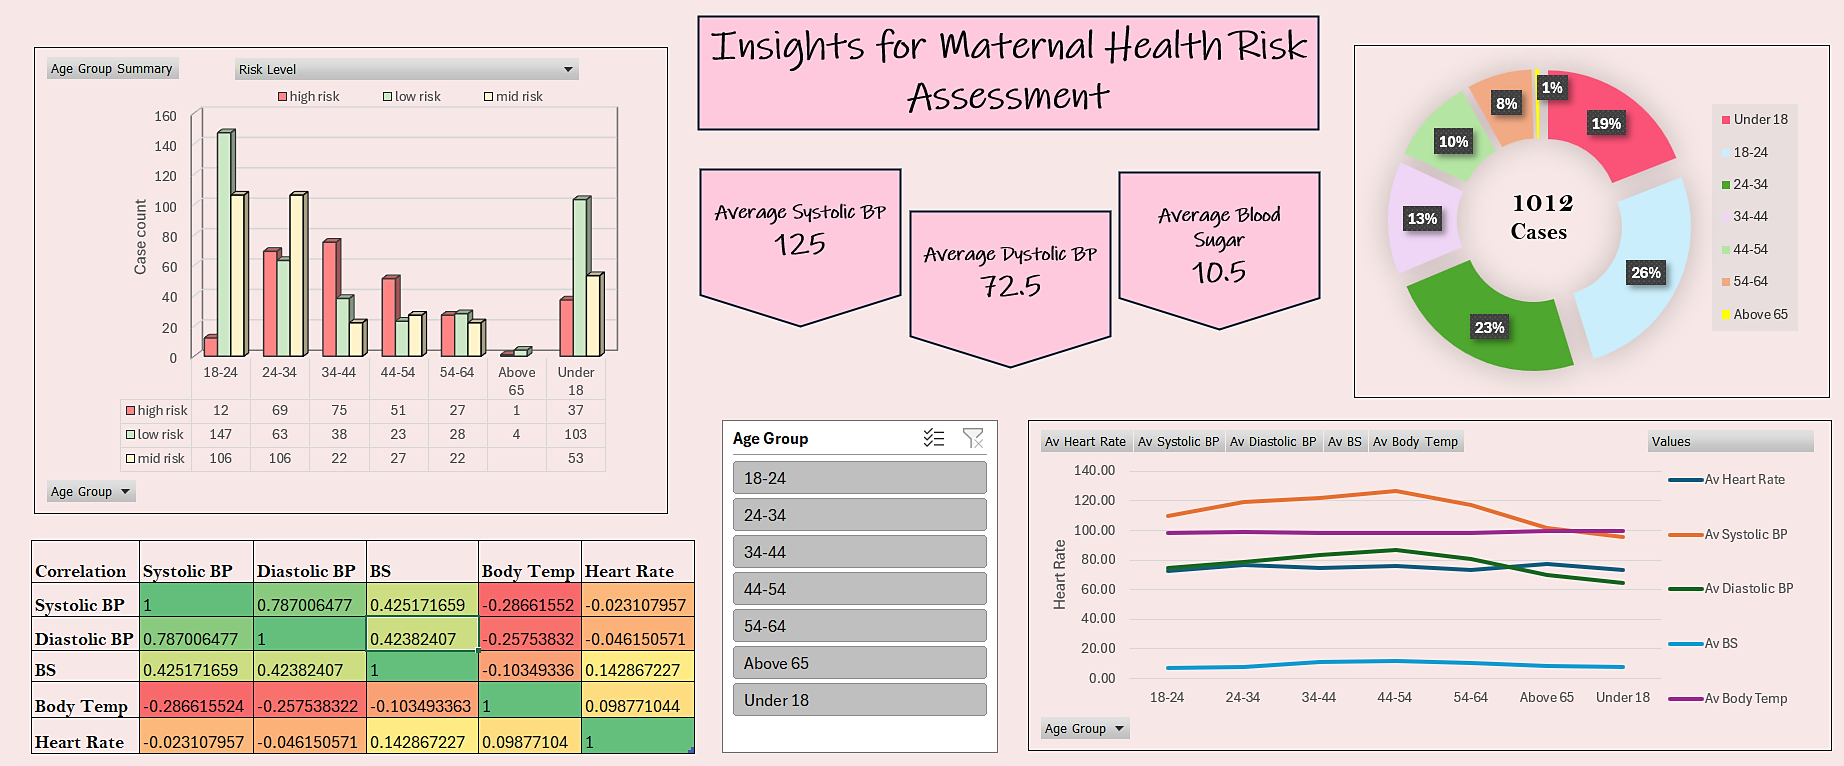 Insights for Maternal Health Risk
Assessment
Age Group Summary
Risk Level
high risk low risk mid risk
Case count
160
140
120
100
80
60
40
20
0
18-24 24-34 34-44 44-54 54-64 Above 65 Under 18
high risk 12 69 75 51 27 1 37
low risk 147 63 38 23 28 4 103
mid risk 106 106 22 27 22 53
Age Group
Average Systolic BP
125
Average Dystolic BP
72.5
Average Blood
Sugar
10.5
1%
19%
26%
23%
13%
10%
8%
1012
Cases
Under 18
18-24
24-34
34-44
44-54
54-64
Above 65
Correlation Systolic BP Diastolic BP BS Body Temp Heart Rate
Systolic BP 1 0.787006477 0.425171659 -0.28661552 -0.023107957
Diastolic BP 0.787006477 1 0.42382407 -0.25753832 -0.046150571
BS 0.425171659 0.42382407 1 -0.10349336 0.142867227
Body Temp -0.286615524 -0.257538322 -0.103493363 1 0.098771044
Heart Rate -0.023107957 -0.046150571 0.142867227 0.09877104 1
Age Group
18-24
24-34
34-44
44-54
54-64
Above 65
Under 18
Av Heart Rate Av Systolic BP Av Diastolic BP Av BS Av Body Temp
Values
Heart Rate
140.00
120.00
100.00
80.00
60.00
40.00
20.00
0.00
18-24 24-34 34-44 44-54 54-64 Above 65 Under 18
Av Heart Rate
Av Systolic BP
Av Diastolic BP
Av BS
Av Body Temp
Age Group